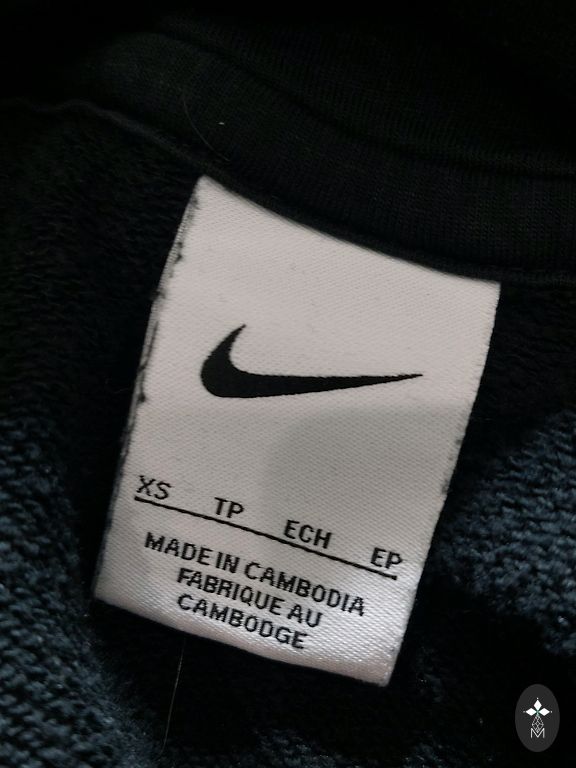 XS TP ECH EP
MADE IN CAMBODIA
FABRIQUE AU
CAMBODGE